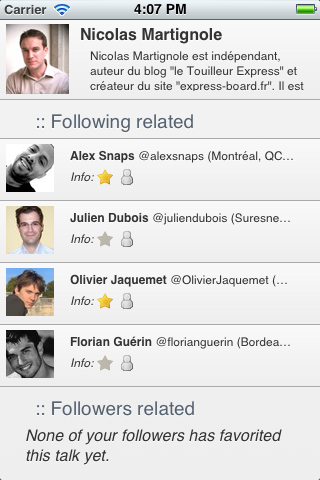 Carrier 4:07 PM
Nicolas Martignole
Nicolas Martignole est indépendant,
auteur du blog "le Touilleur Express" et
créateur du site "express-board.fr". Il est
:: Following related
Alex Snaps @alexsnaps (Montréal, QC...
Info:
Julien Dubois @juliendubois (Suresne...
Info:
Olivier Jaquemet @OlivierJaquemet (...
Info:
Florian Guérin @florianguerin (Bordea...
Info:
:: Followers related
None of your followers has favorited
this talk yet.